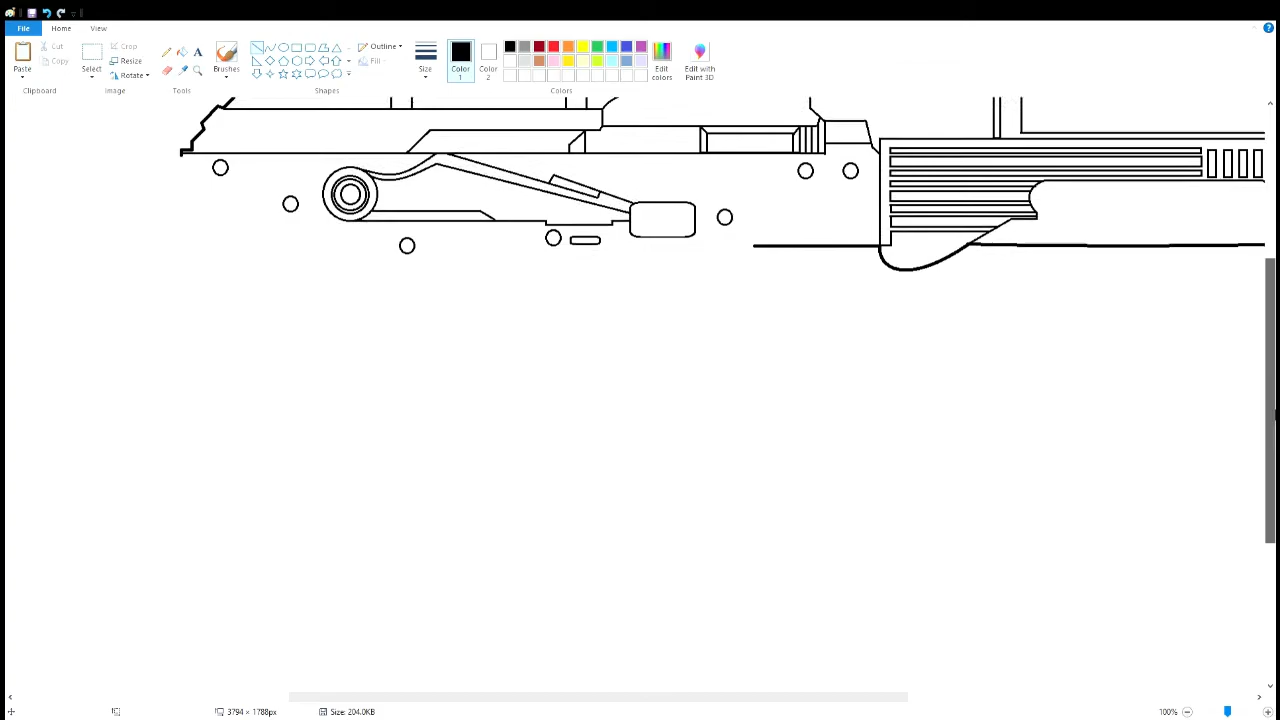 File Home View
Paste Cut Copy
Clipboard
Select Crop Resize Rotate
Image
A
Tools
Brushes
Outline Fill
Shapes
Size
Color 1 Color 2
Edit colors
Edit with Paint 3D
Colors
3794 × 1788px Size: 204.0KB 100%